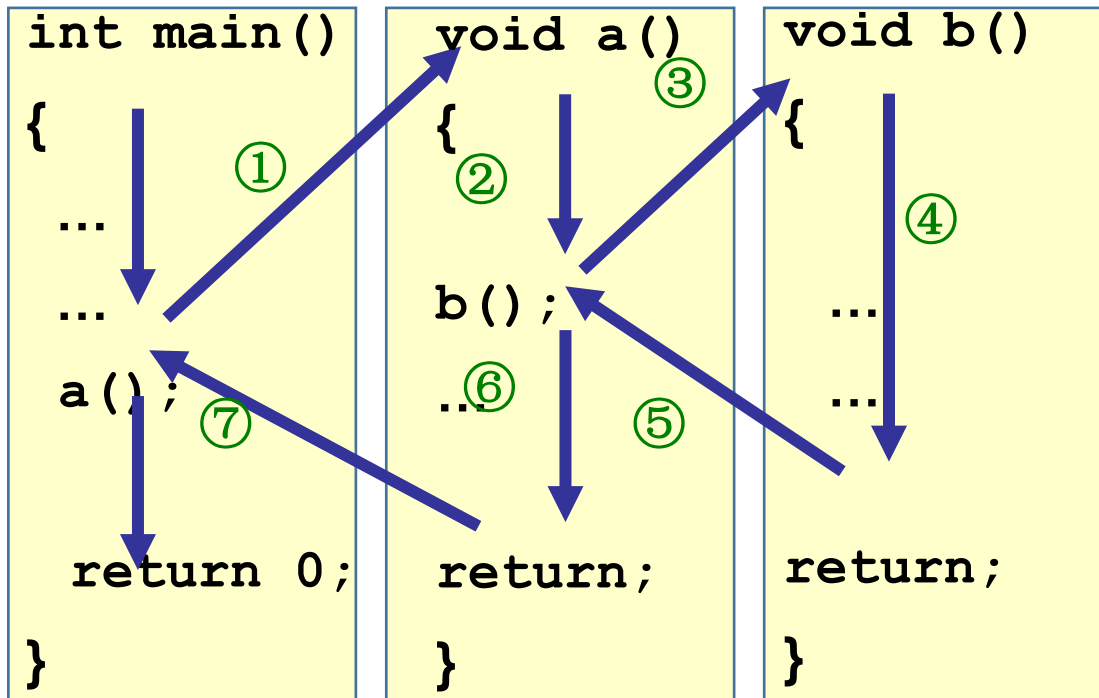 int main()
{
…
…
a();
return 0;
}
①
⑦
void a()
{
②
b();
⑥
…
return;
}
③
⑤
void b()
{
④
…
…
return;
}